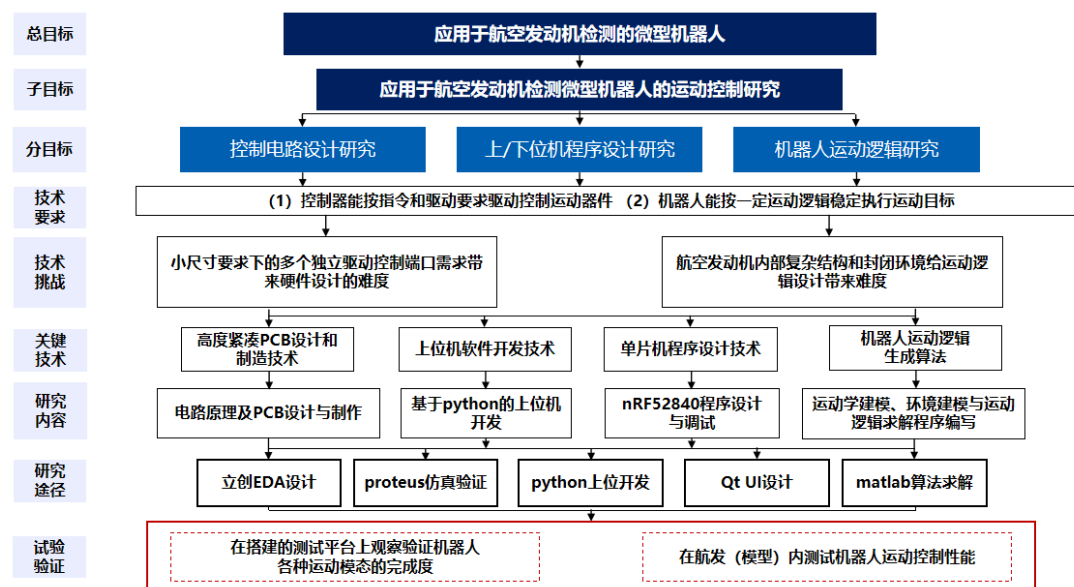 总目标
应用于航空发动机检测的微型机器人
子目标
应用于航空发动机检测微型机器人的运动控制研究
分目标
控制电路设计研究
上/下位机程序设计研究
机器人运动逻辑研究
技术
要求
（1）控制器能按指令和驱动要求驱动控制运动器件 （2）机器人能按一定运动逻辑稳定执行运动目标
技术
挑战
小尺寸要求下的多个独立驱动控制端口需求带
来硬件设计的难度
航空发动机内部复杂结构和封闭环境给运动逻
辑设计带来难度
关键
技术
高度紧凑PCB设计和
制造技术
上位机软件开发技术
单片机程序设计技术
机器人运动逻辑
生成算法
研究
内容
电路原理及PCB设计与制作
基于python的上位机
开发
nRF52840程序设计
与调试
运动学建模、环境建模与运动
逻辑求解程序编写
研究
途径
立创EDA设计
proteus仿真验证
python上位开发
Qt UI设计
matlab算法求解
试验
验证
在搭建的测试平台上观察验证机器人
各种运动模态的完成度
在航发（模型）内测试机器人运动控制性能